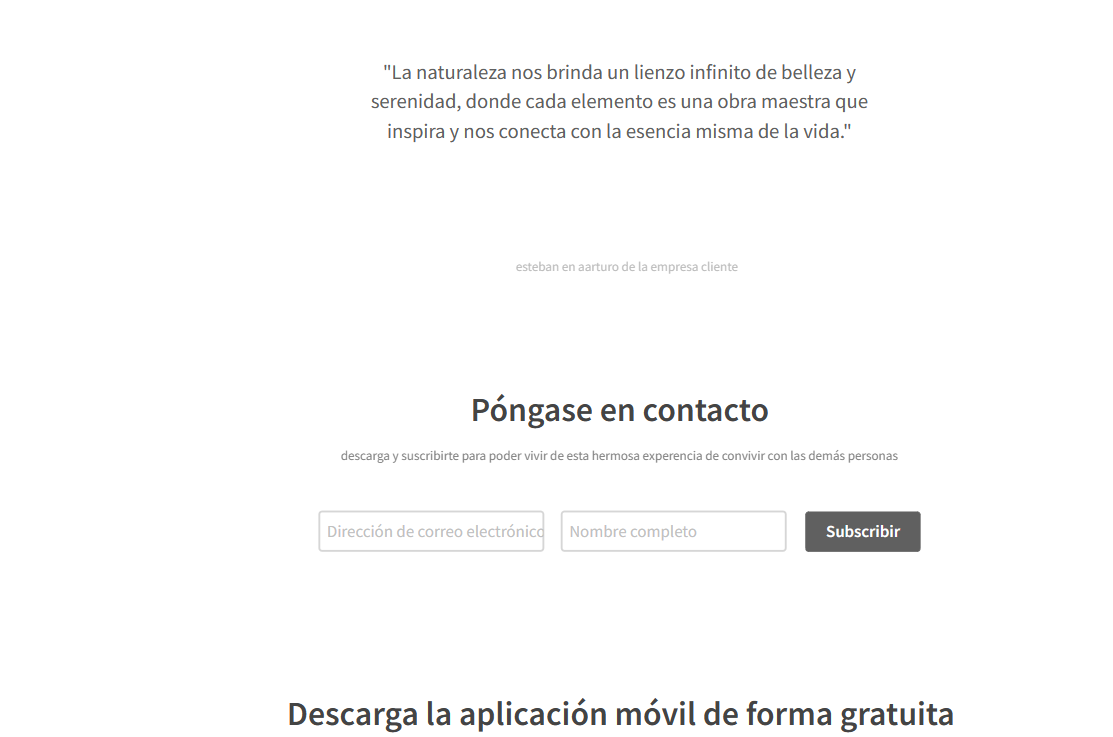 "La naturaleza nos brinda un lienzo infinito de belleza y
serenidad, donde cada elemento es una obra maestra que
inspira y nos conecta con la esencia misma de la vida."
esteban en aarturo de la empresa cliente
Póngase en contacto
descarga y suscribirte para poder vivir de esta hermosa experencia de convivir con las demás personas
Dirección de correo electrónico
Nombre completo
Subscribir
Descarga la aplicación móvil de forma gratuita